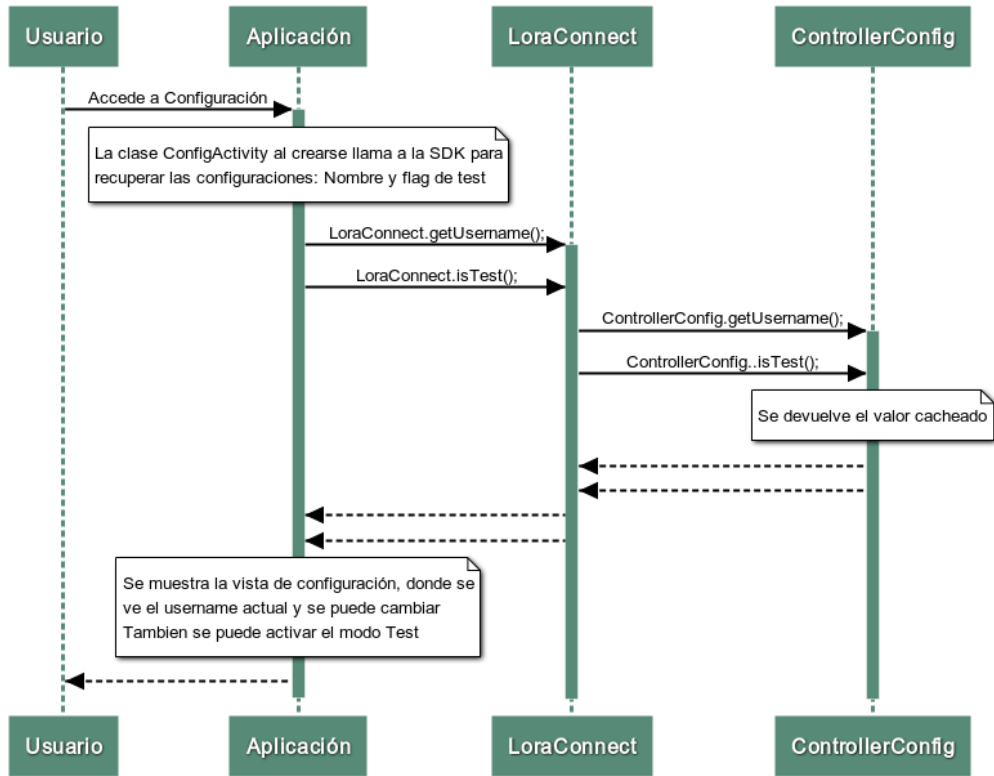 Usuario
Aplicación
LoraConnect
ControllerConfig
Accede a Configuración
La clase ConfigActivity al crearse llama a la SDK para
recuperar las configuraciones: Nombre y flag de test
LoraConnect.getUsername();
LoraConnect.isTest();
ControllerConfig.getUsername();
ControllerConfig..isTest();
Se devuelve el valor cacheado
Se muestra la vista de configuración, donde se
ve el username actual y se puede cambiar
Tambien se puede activar el modo Test
Usuario
Aplicación
LoraConnect
ControllerConfig